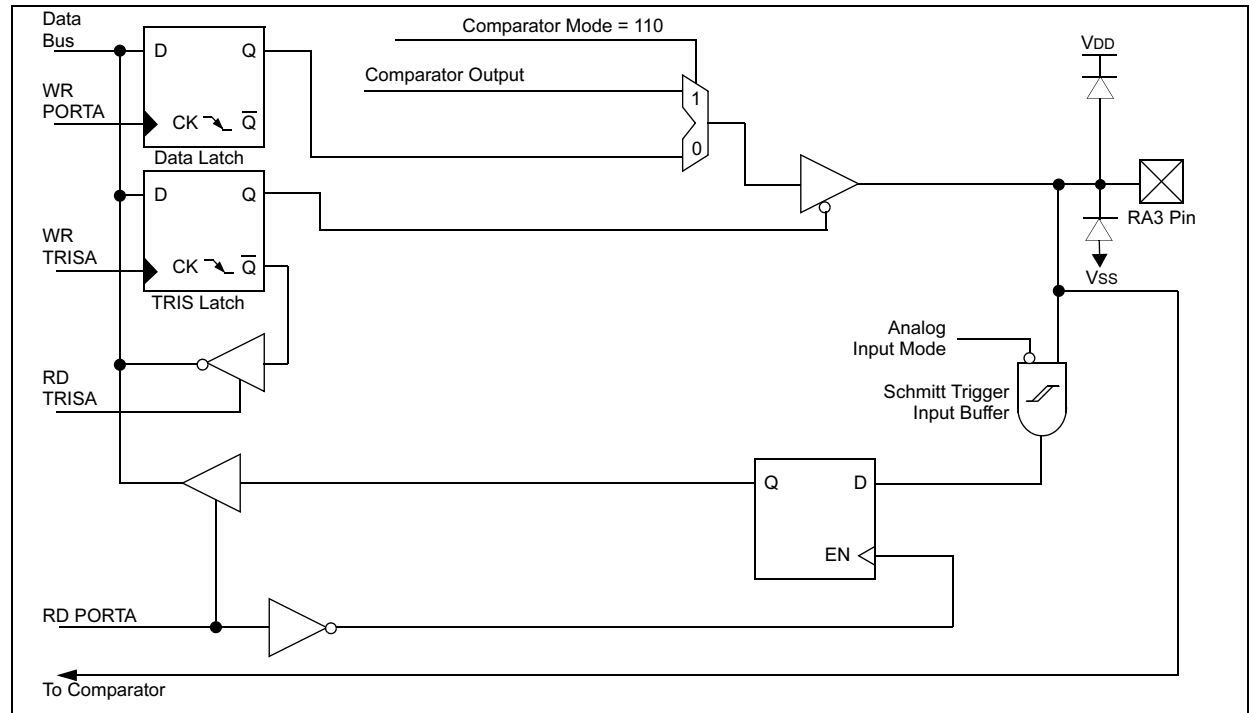 Data
Bus
D
Q
WR
PORTA
CK
Q̅
Data Latch
Comparator Mode = 110
Comparator Output
1
0
VDD
RA3 Pin
VSS
D
Q
WR
TRISA
CK
Q̅
TRIS Latch
RD
TRISA
Analog
Input Mode
Schmitt Trigger
Input Buffer
Q
D
EN
RD PORTA
To Comparator